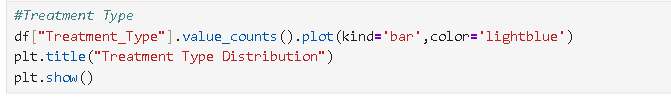 #Treatment Type
df["Treatment_Type"].value_counts().plot(kind='bar',color='lightblue')
plt.title("Treatment Type Distribution")
plt.show()